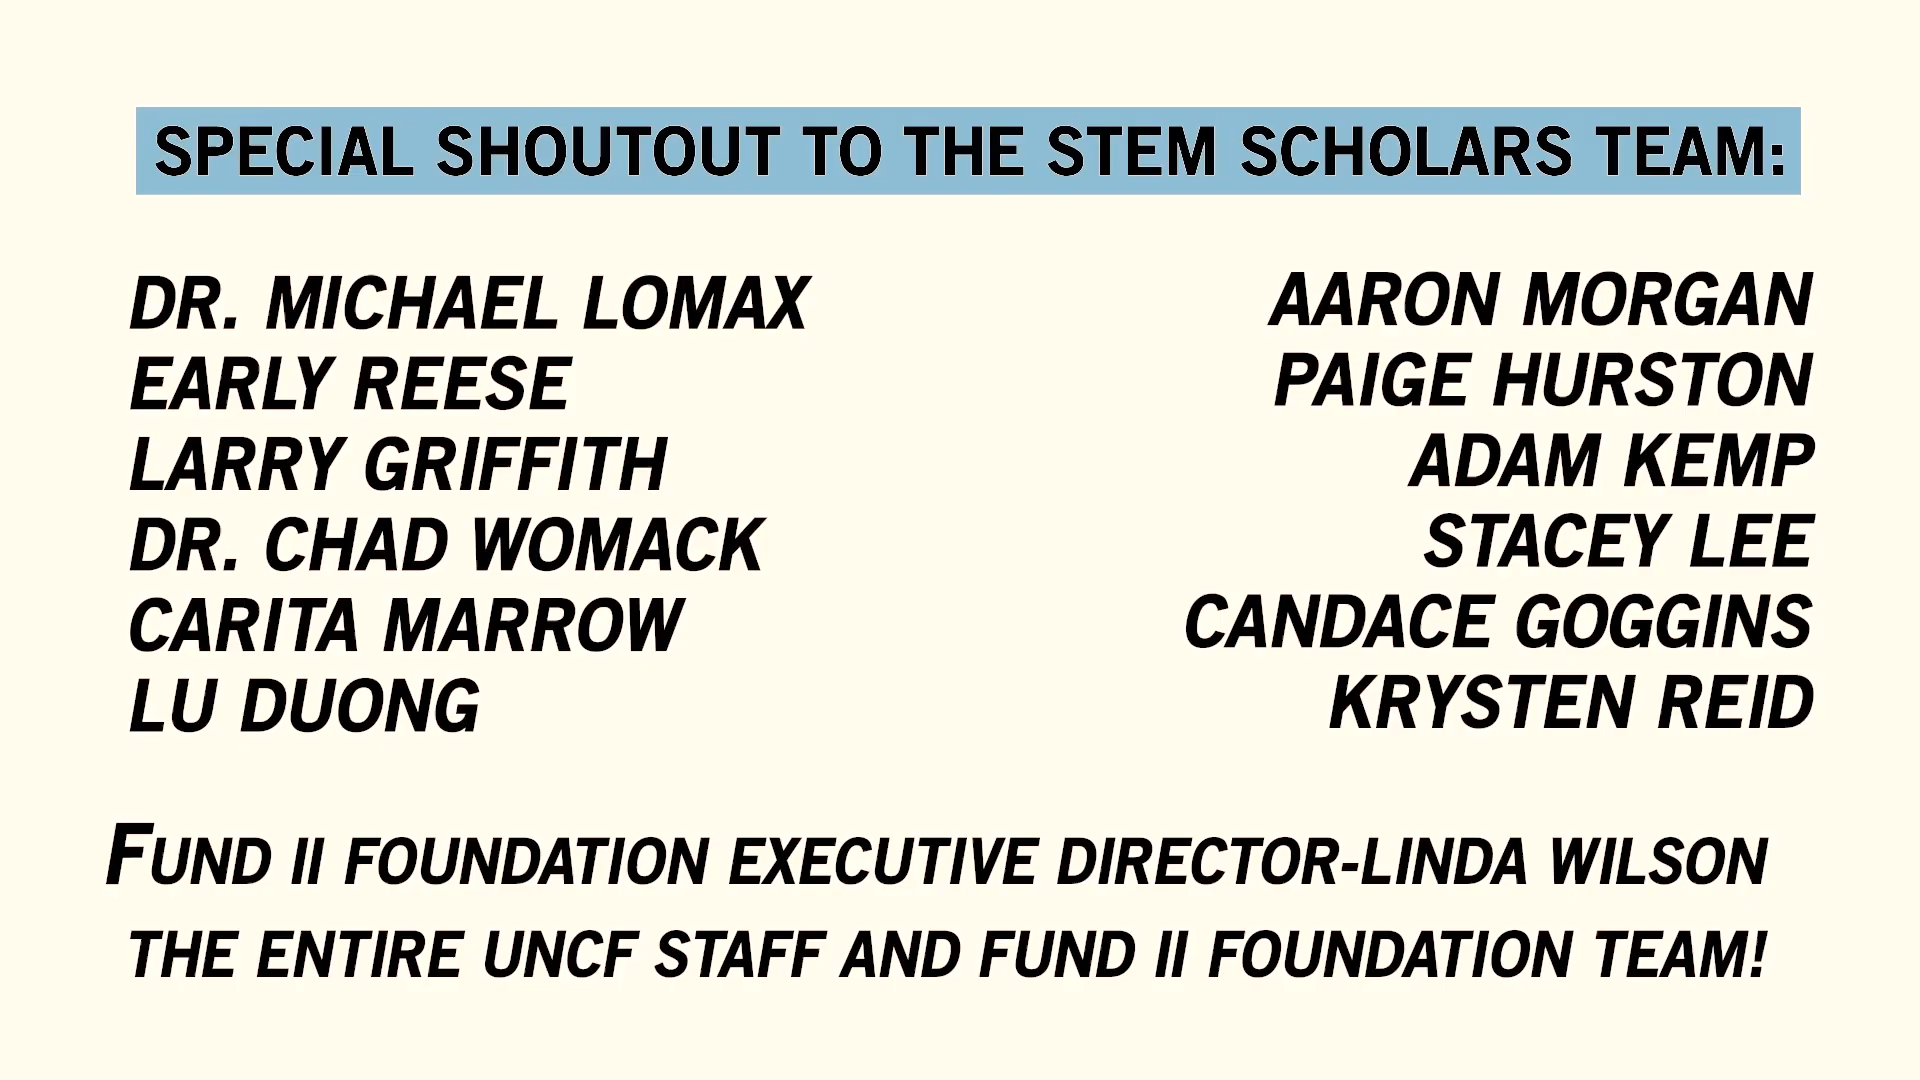 SPECIAL SHOUTOUT TO THE STEM SCHOLARS TEAM:
DR. MICHAEL LOMAX
EARLY REESE
LARRY GRIFFITH
DR. CHAD WOMACK
CARITA MARROW
LU DUONG
AARON MORGAN
PAIGE HURSTON
ADAM KEMP
STACEY LEE
CANDACE GOGGINS
KRYSTEN REID
FUND II FOUNDATION EXECUTIVE DIRECTOR-LINDA WILSON
THE ENTIRE UNCF STAFF AND FUND II FOUNDATION TEAM!